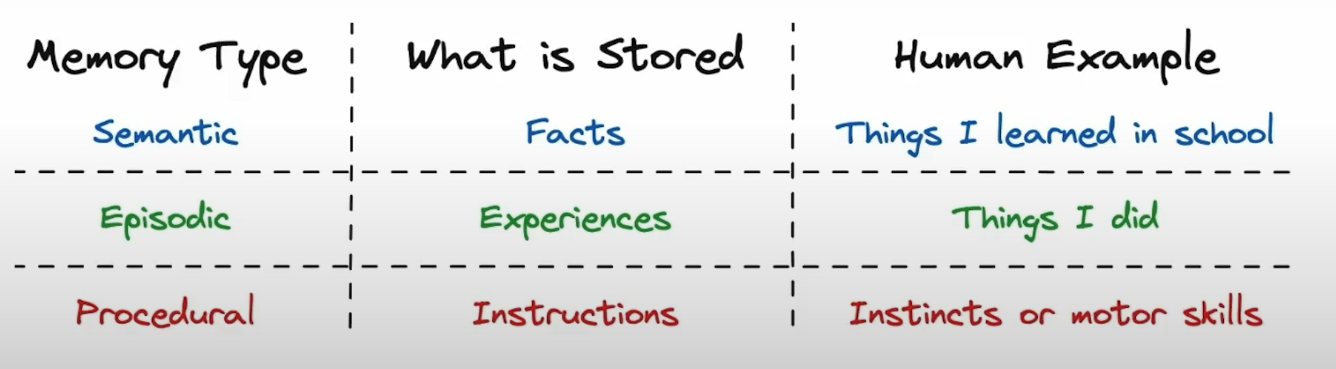 Memory Type What is Stored Human Example
Semantic Facts Things I learned in school
Episodic Experiences Things I did
Procedural Instructions Instincts or motor skills